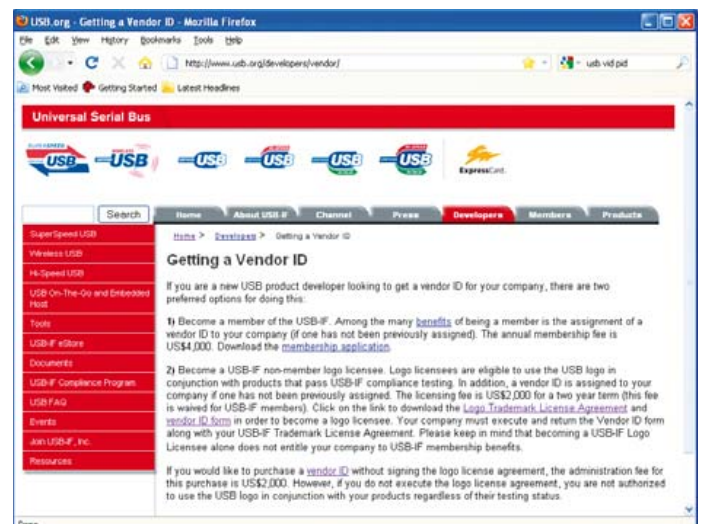 USB.org - Getting a Vendor ID - Mozilla Firefox
File Edit View History Bookmarks Tools Help
http://www.usb.org/developers/vendor/
usb vid pid
Most Visited Getting Started Latest Headlines
Universal Serial Bus
USB USB USB USB USB USB
ExpressCard
Search
Home About USB-IF Channel Press Developers Members Products
SuperSpeed USB
Wireless USB
Hi-Speed USB
USB On-The-Go and Embedded
Host
Tools
USB-IF eStore
Documents
USB-IF Compliance Program
USB FAQ
Events
Join USB-IF, Inc.
Resources
Home > Developers > Getting a Vendor ID
Getting a Vendor ID
If you are a new USB product developer looking to get a vendor ID for your company, there are two
preferred options for doing this:
1) Become a member of the USB-IF. Among the many benefits of being a member is the assignment of a
vendor ID to your company (if one has not been previously assigned). The annual membership fee is
US$4,000. Download the membership application.
2) Become a USB-IF non-member logo licensee. Logo licensees are eligible to use the USB logo in
conjunction with products that pass USB-IF compliance testing. In addition, a vendor ID is assigned to your
company if one has not been previously assigned. The licensing fee is US$2,000 for a two year term (this fee
is waived for USB-IF members). Click on the link to download the Logo Trademark License Agreement and
vendor ID form in order to become a logo licensee. Your company must execute and return the Vendor ID form
along with your USB-IF Trademark License Agreement. Please keep in mind that becoming a USB-IF Logo
Licensee alone does not entitle your company to USB-IF membership benefits.
If you would like to purchase a vendor ID without signing the logo license agreement, the administration fee for
this purchase is US$2,000. However, if you do not execute the logo license agreement, you are not authorized
to use the USB logo in conjunction with your products regardless of their testing status.